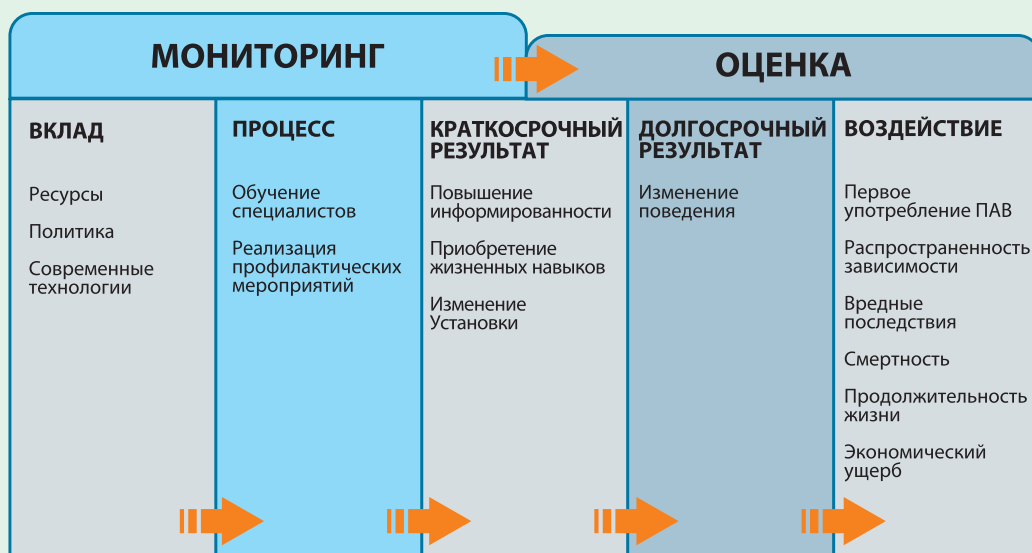 МОНИТОРИНГ
ОЦЕНКА
ВКЛАД
Ресурсы
Политика
Современные
технологии
ПРОЦЕСС
Обучение
специалистов
Реализация
профилактических
мероприятий
КРАТКОСРОЧНЫЙ
РЕЗУЛЬТАТ
Повышение
информированности
Приобретение
жизненных навыков
Изменение
Установки
ДОЛГОСРОЧНЫЙ
РЕЗУЛЬТАТ
Изменение
поведения
ВОЗДЕЙСТВИЕ
Первое
употребление ПАВ
Распространенность
зависимости
Вредные
последствия
Смертность
Продолжительность
жизни
Экономический
ущерб